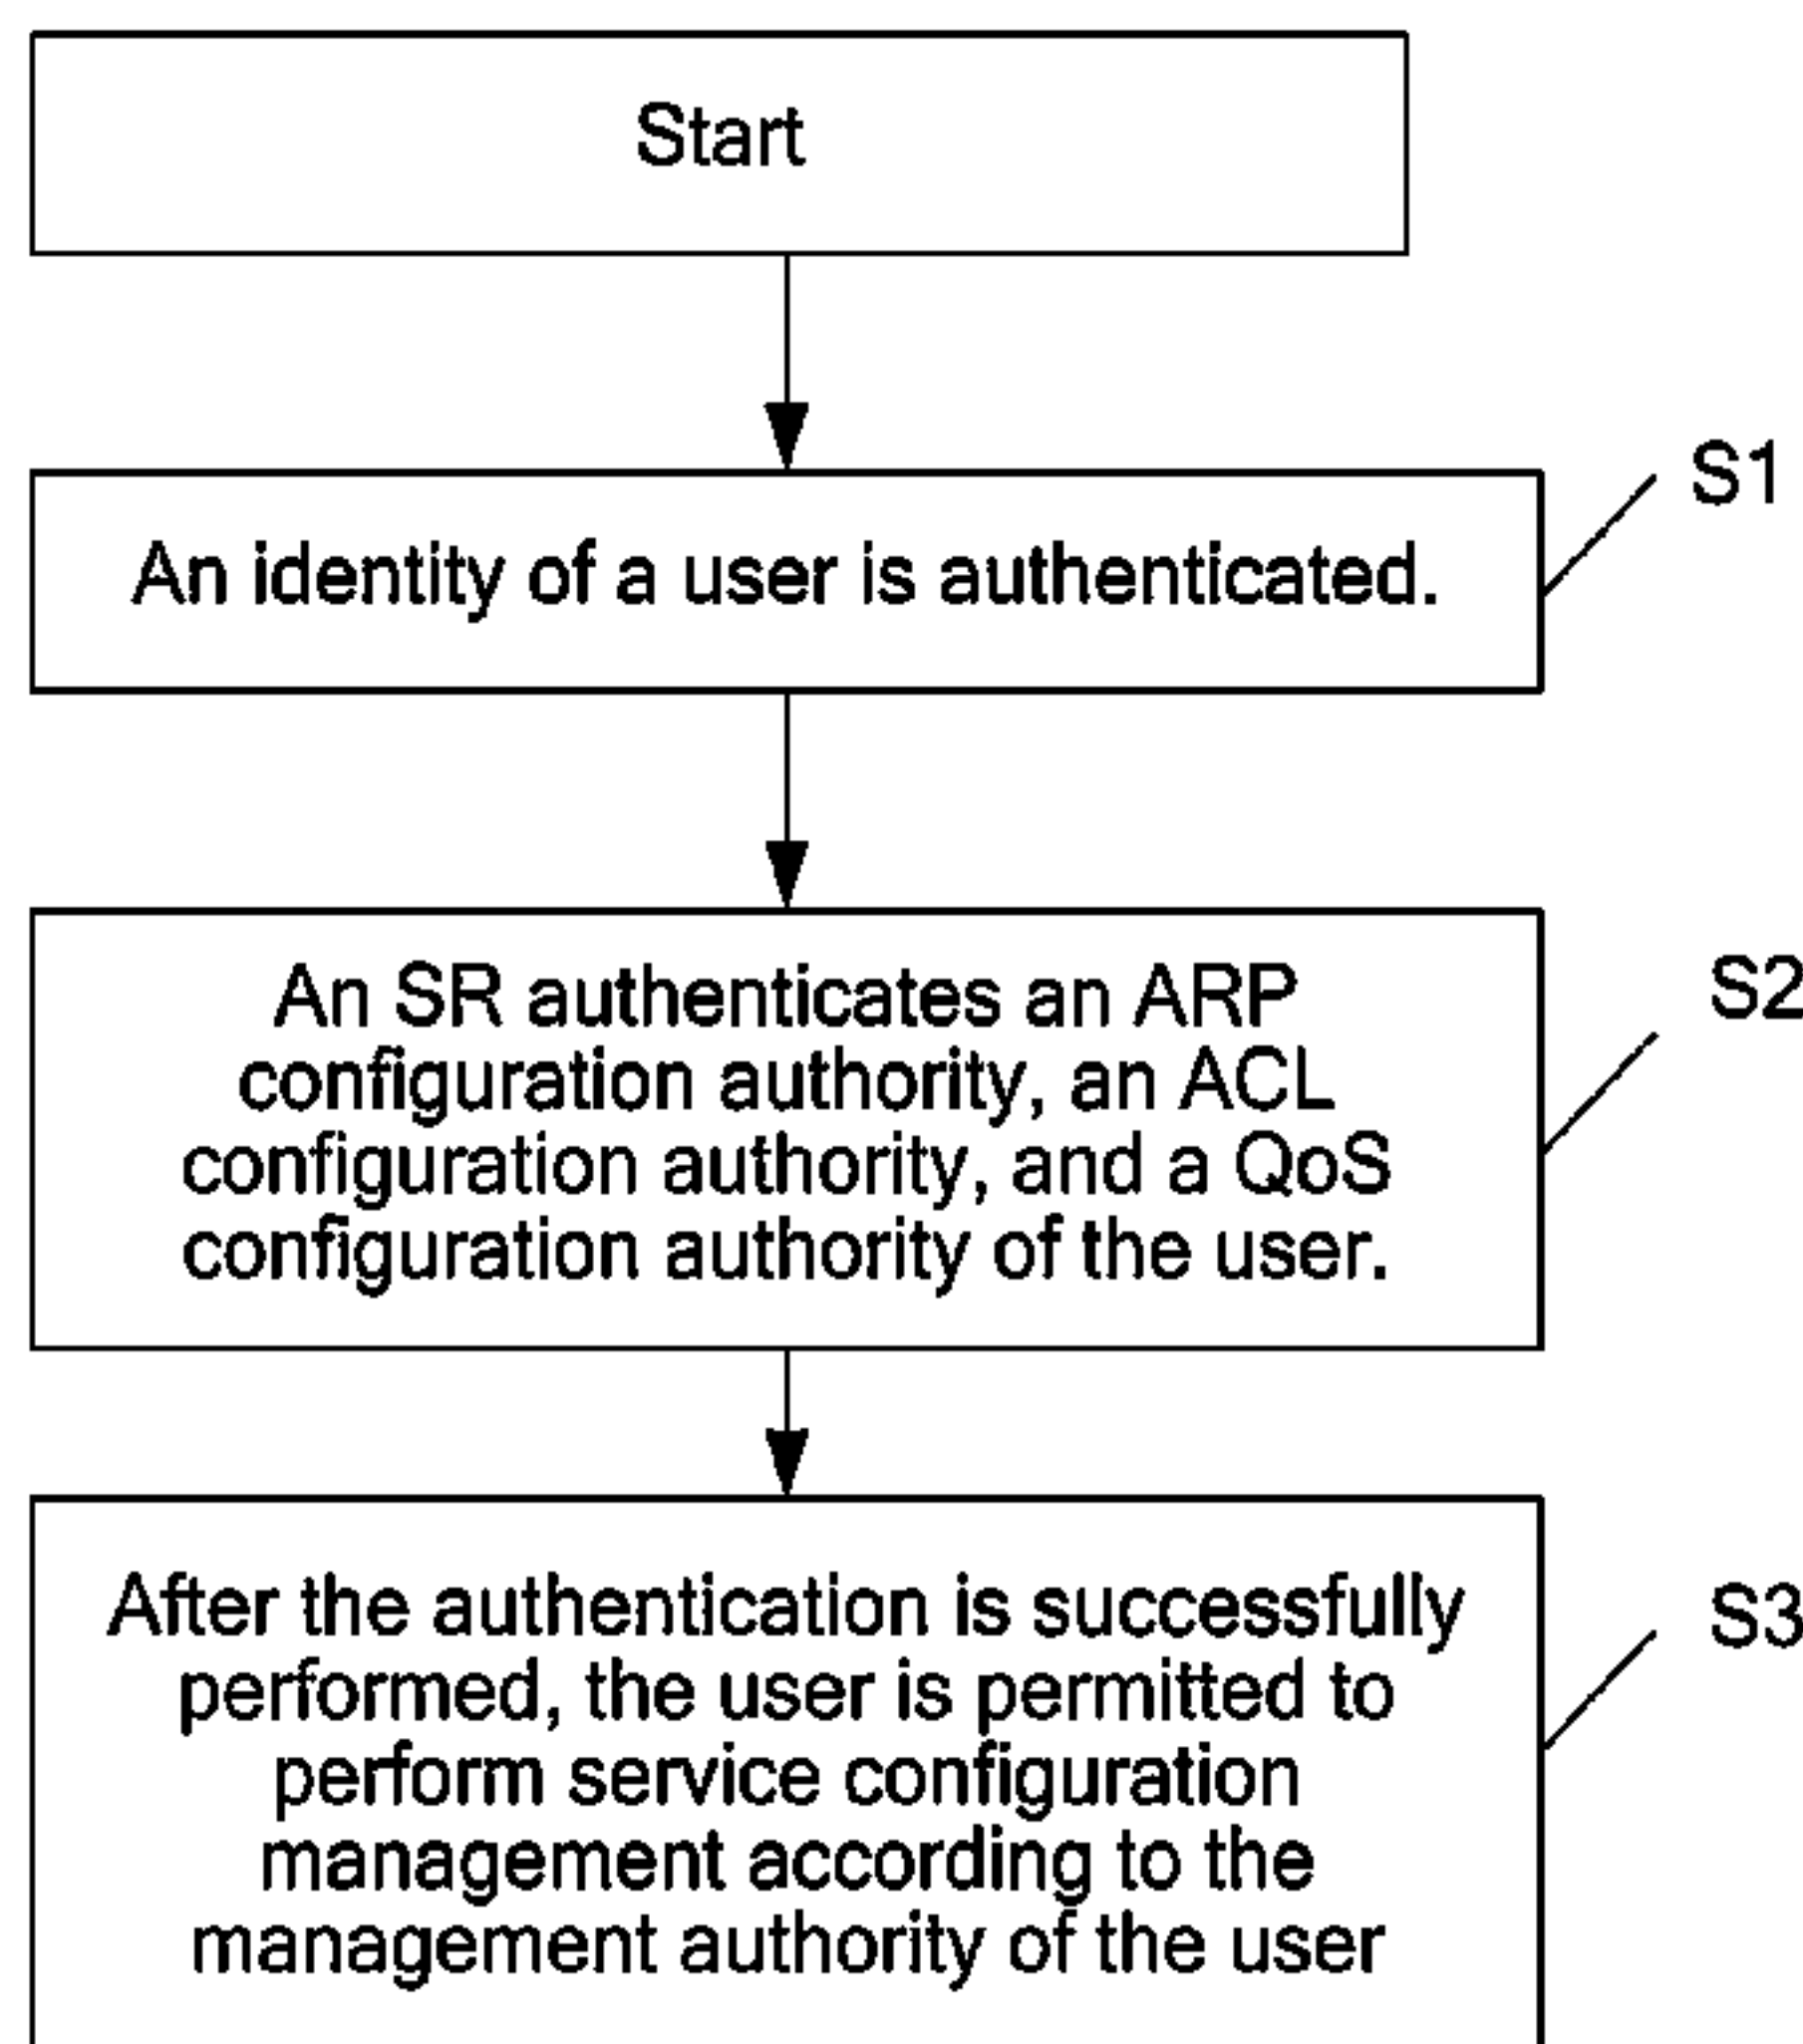 Start
An identity of a user is authenticated.
S1
An SR authenticates an ARP
configuration authority, an ACL
configuration authority, and a QoS
configuration authority of the user.
S2
After the authentication is successfully
performed, the user is permitted to
perform service configuration
management according to the
management authority of the user
S3